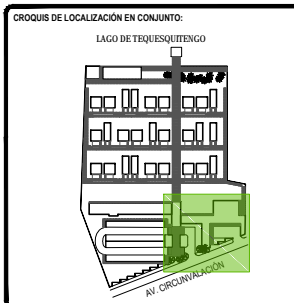 CROQUIS DE LOCALIZACIÓN EN CONJUNTO:
LAGO DE TEQUESQUITENGO
AV. CIRCUNVALACIÓN